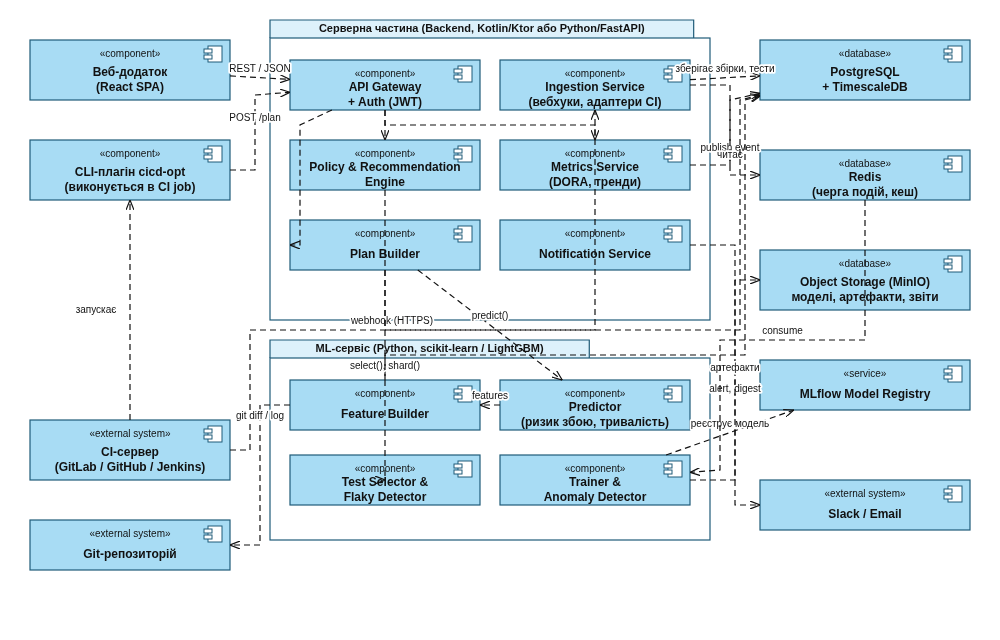 Серверна частина (Backend, Kotlin/Ktor або Python/FastAPI)
«component»
Веб-додаток
(React SPA)
REST / JSON
«component»
API Gateway
+ Auth (JWT)
«component»
Ingestion Service
(вебхуки, адаптери CI)
зберігає збірки, тести
«database»
PostgreSQL
+ TimescaleDB
POST /plan
«component»
CLI-плагін cicd-opt
(виконується в CI job)
«component»
Policy & Recommendation
Engine
«component»
Metrics Service
(DORA, тренди)
publish event
читає
«database»
Redis
(черга подій, кеш)
«component»
Plan Builder
«component»
Notification Service
«database»
Object Storage (MinIO)
моделі, артефакти, звіти
запускає
webhook (HTTPS)
predict()
consume
ML-сервіс (Python, scikit-learn / LightGBM)
select(), shard()
артефакти
«component»
Feature Builder
features
«component»
Predictor
(ризик збою, тривалість)
alert, digest
«service»
MLflow Model Registry
git diff / log
реєструє модель
«external system»
CI-сервер
(GitLab / GitHub / Jenkins)
«component»
Test Selector &
Flaky Detector
«component»
Trainer &
Anomaly Detector
«external system»
Slack / Email
«external system»
Git-репозиторій